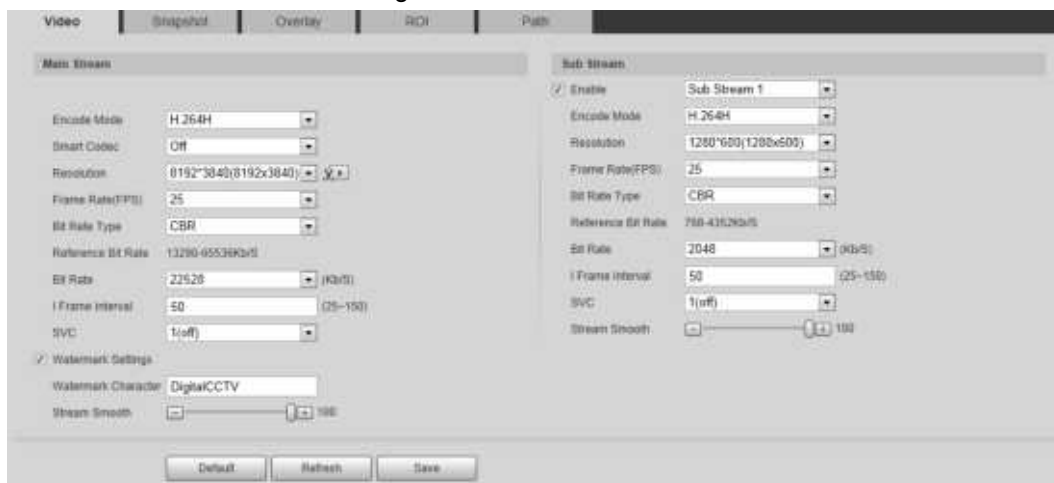 Video Snapshot Overlay ROI Path
Main Stream
Encode Mode H.264H
Smart Codec Off
Resolution 8192*3840(8192x3840)
Frame Rate(FPS) 25
Bit Rate Type CBR
Reference Bit Rate 13290-65536Kb/S
Bit Rate 22528 (Kb/S)
I Frame Interval 50 (25~150)
SVC 1(off)
Watermark Settings
Watermark Character DigitalCCTV
Stream Smooth 100
Sub Stream
Enable Sub Stream 1
Encode Mode H.264H
Resolution 1280*600(1280x600)
Frame Rate(FPS) 25
Bit Rate Type CBR
Reference Bit Rate 768-4352Kb/S
Bit Rate 2048 (Kb/S)
I Frame Interval 50 (25~150)
SVC 1(off)
Stream Smooth 100
Default Refresh Save